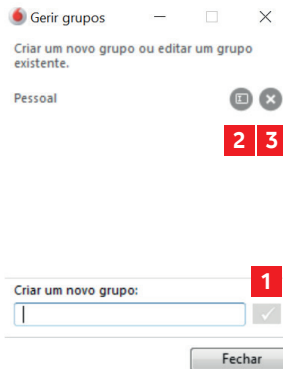 Gerir grupos
Criar um novo grupo ou editar um grupo
existente.
Pessoal
2 3
1
Criar um novo grupo:
Fechar